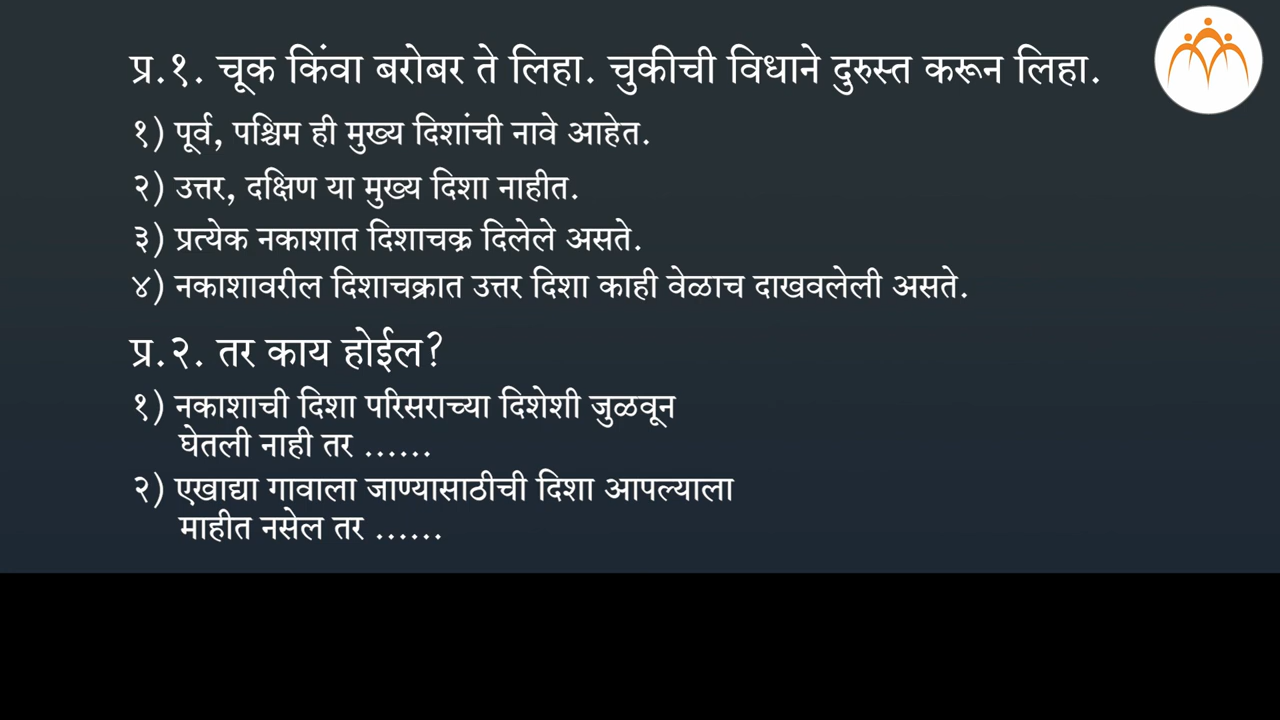 प्र.१. चूक किंवा बरोबर ते लिहा. चुकीची विधाने दुरुस्त करून लिहा.
१) पूर्व, पश्चिम ही मुख्य दिशांची नावे आहेत.
२) उत्तर, दक्षिण या मुख्य दिशा नाहीत.
३) प्रत्येक नकाशात दिशाचक्र दिलेले असते.
४) नकाशावरील दिशाचक्रात उत्तर दिशा काही वेळाच दाखवलेली असते.
प्र.२. तर काय होईल?
१) नकाशाची दिशा परिसराच्या दिशेशी जुळवून
घेतली नाही तर ......
२) एखाद्या गावाला जाण्यासाठीची दिशा आपल्याला
माहीत नसेल तर ......